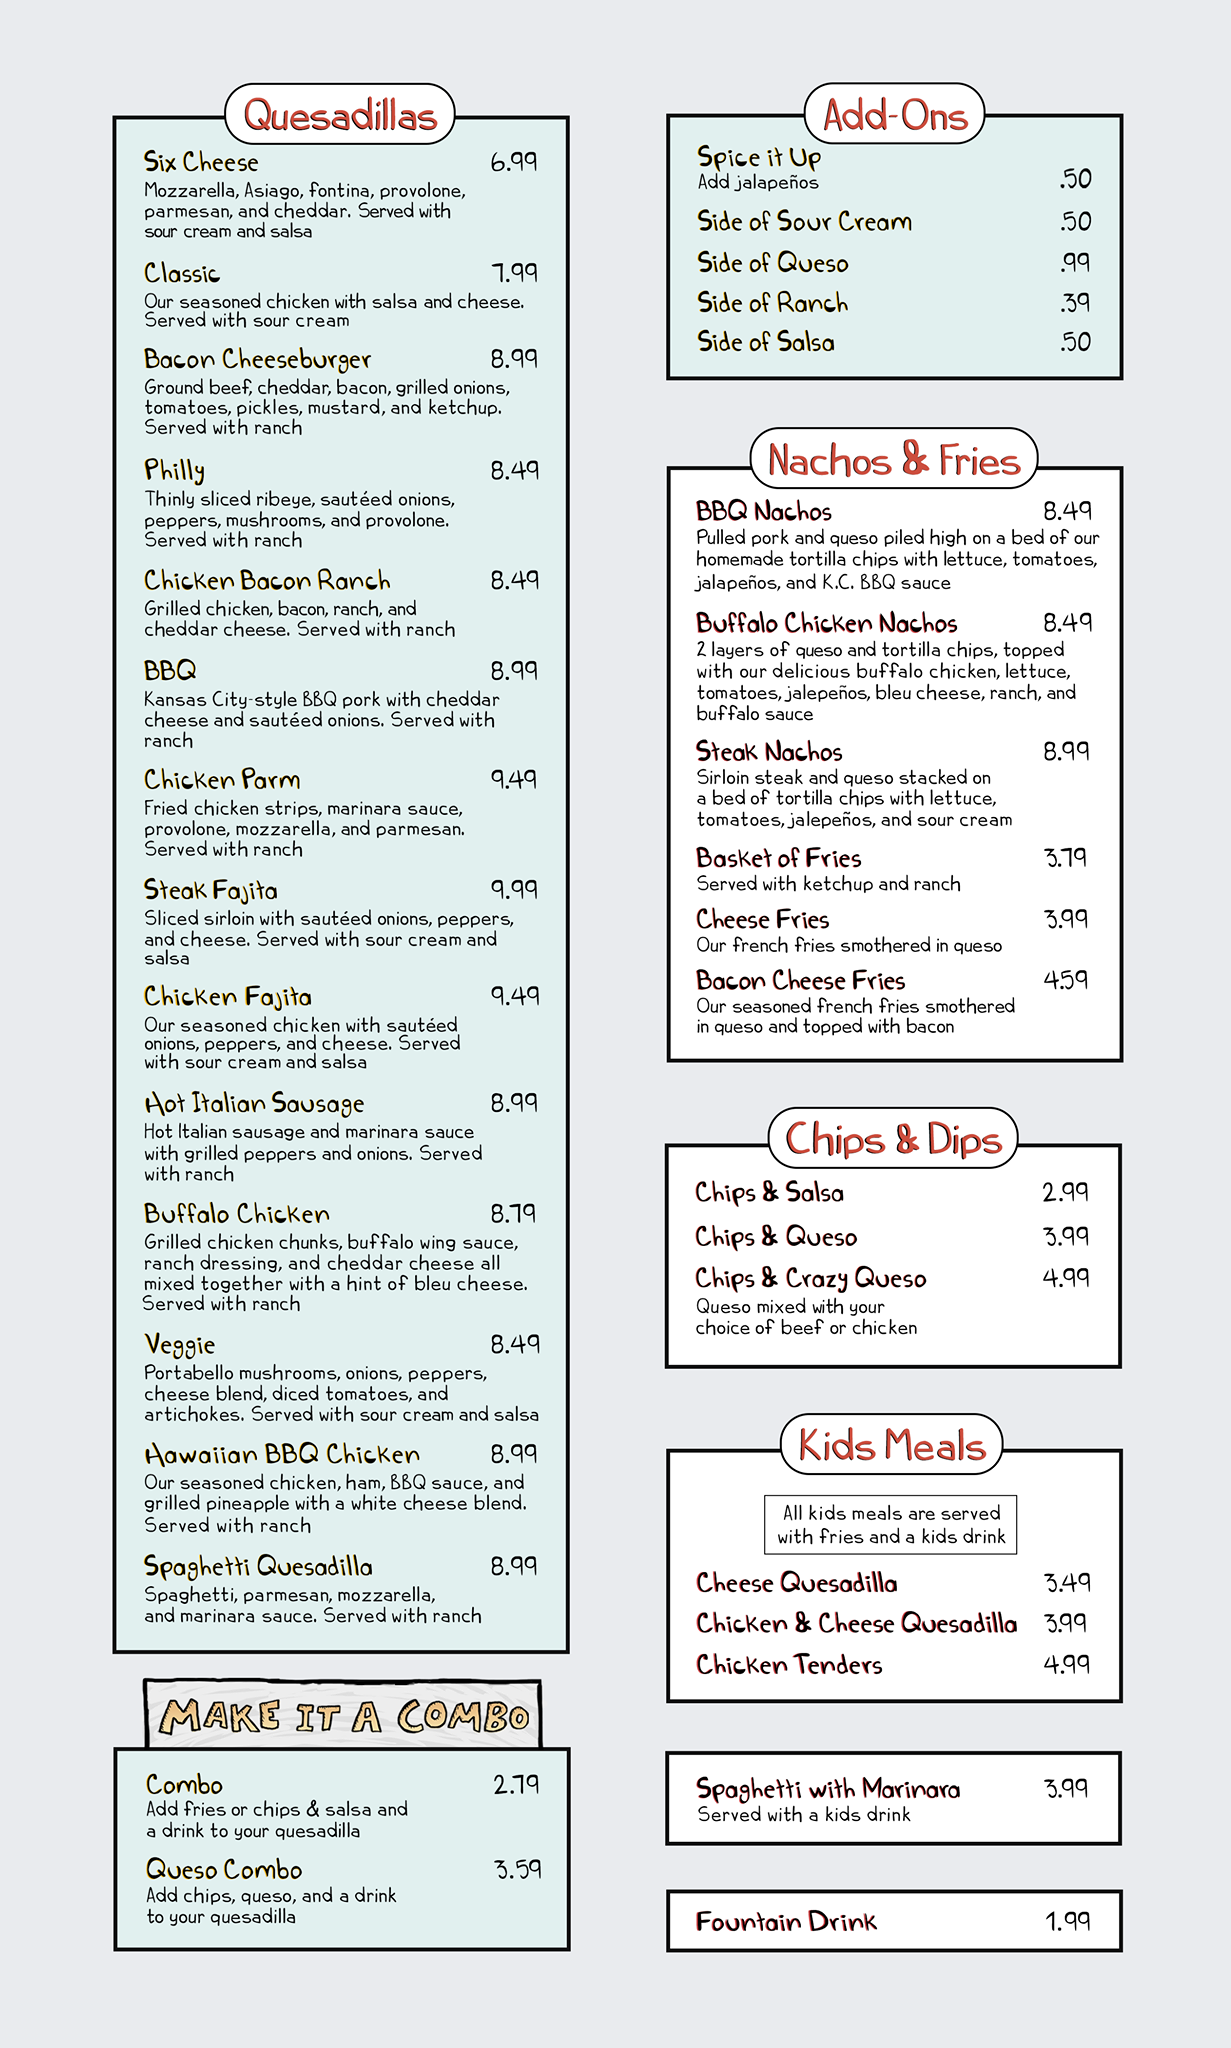 Quesadillas
Six Cheese 6.99
Mozzarella, Asiago, fontina, provolone,
parmesan, and cheddar. Served with
sour cream and salsa
Classic 7.99
Our seasoned chicken with salsa and cheese.
Served with sour cream
Bacon Cheeseburger 8.99
Ground beef, cheddar, bacon, grilled onions,
tomatoes, pickles, mustard, and ketchup.
Served with ranch
Philly 8.49
Thinly sliced ribeye, sautéed onions,
peppers, mushrooms, and provolone.
Served with ranch
Chicken Bacon Ranch 8.49
Grilled chicken, bacon, ranch, and
cheddar cheese. Served with ranch
BBQ 8.99
Kansas City-style BBQ pork with cheddar
cheese and sautéed onions. Served with
ranch
Chicken Parm 9.49
Fried chicken strips, marinara sauce,
provolone, mozzarella, and parmesan.
Served with ranch
Steak Fajita 9.99
Sliced sirloin with sautéed onions, peppers,
and cheese. Served with sour cream and
salsa
Chicken Fajita 9.49
Our seasoned chicken with sautéed
onions, peppers, and cheese. Served
with sour cream and salsa
Hot Italian Sausage 8.99
Hot Italian sausage and marinara sauce
with grilled peppers and onions. Served
with ranch
Buffalo Chicken 8.79
Grilled chicken chunks, buffalo wing sauce,
ranch dressing, and cheddar cheese all
mixed together with a hint of bleu cheese.
Served with ranch
Veggie 8.49
Portabello mushrooms, onions, peppers,
cheese blend, diced tomatoes, and
artichokes. Served with sour cream and salsa
Hawaiian BBQ Chicken 8.99
Our seasoned chicken, ham, BBQ sauce, and
grilled pineapple with a white cheese blend.
Served with ranch
Spaghetti Quesadilla 8.99
Spaghetti, parmesan, mozzarella,
and marinara sauce. Served with ranch
MAKE IT A COMBO
Combo 2.79
Add fries or chips & salsa and
a drink to your quesadilla
Queso Combo 3.59
Add chips, queso, and a drink
to your quesadilla
Add-Ons
Spice it Up
Add jalapeños .50
Side of Sour Cream .50
Side of Queso .99
Side of Ranch .39
Side of Salsa .50
Nachos & Fries
BBQ Nachos 8.49
Pulled pork and queso piled high on a bed of our
homemade tortilla chips with lettuce, tomatoes,
jalapeños, and K.C. BBQ sauce
Buffalo Chicken Nachos 8.49
2 layers of queso and tortilla chips, topped
with our delicious buffalo chicken, lettuce,
tomatoes, jalepeños, bleu cheese, ranch, and
buffalo sauce
Steak Nachos 8.99
Sirloin steak and queso stacked on
a bed of tortilla chips with lettuce,
tomatoes, jalepeños, and sour cream
Basket of Fries 3.79
Served with ketchup and ranch
Cheese Fries 3.99
Our french fries smothered in queso
Bacon Cheese Fries 4.59
Our seasoned french fries smothered
in queso and topped with bacon
Chips & Dips
Chips & Salsa 2.99
Chips & Queso 3.99
Chips & Crazy Queso 4.99
Queso mixed with your
choice of beef or chicken
Kids Meals
All kids meals are served
with fries and a kids drink
Cheese Quesadilla 3.49
Chicken & Cheese Quesadilla 3.99
Chicken Tenders 4.99
Spaghetti with Marinara 3.99
Served with a kids drink
Fountain Drink 1.99